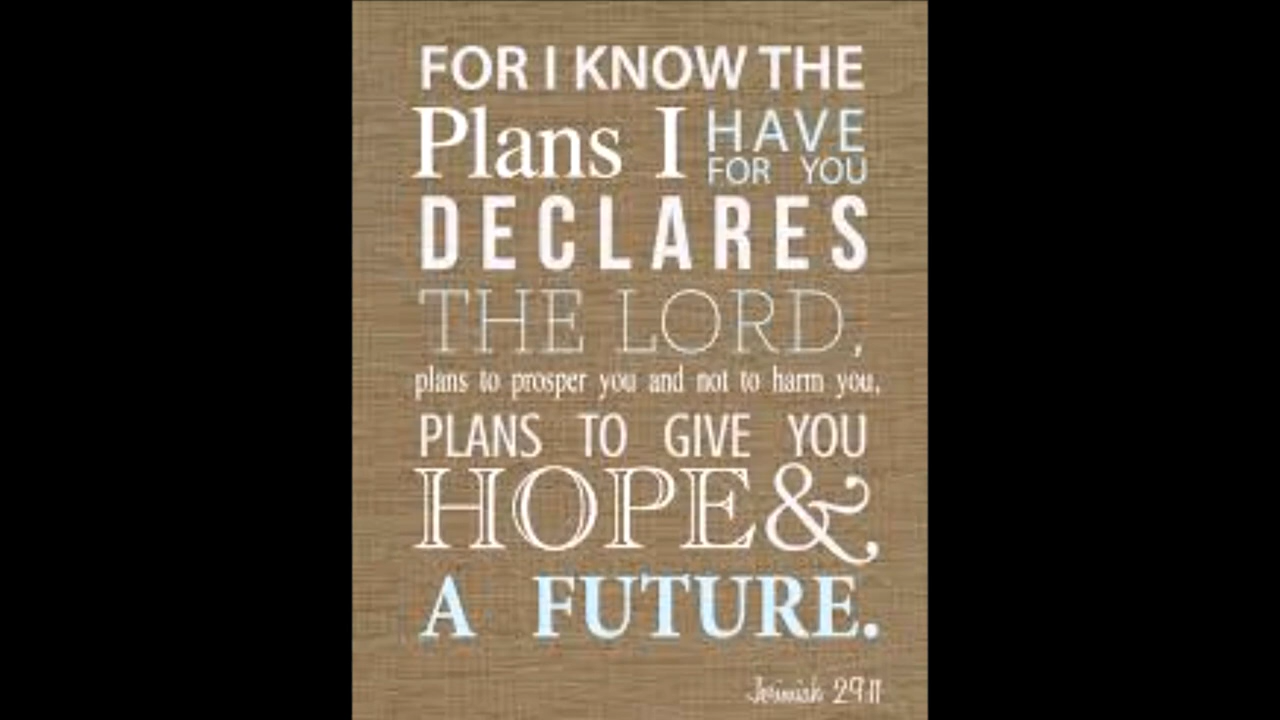 FOR I KNOW THE
Plans I HAVE
FOR YOU
DECLARES
THE LORD,
plans to prosper you and not to harm you,
PLANS TO GIVE YOU
HOPE &
A FUTURE.
Jerimiah 29:11